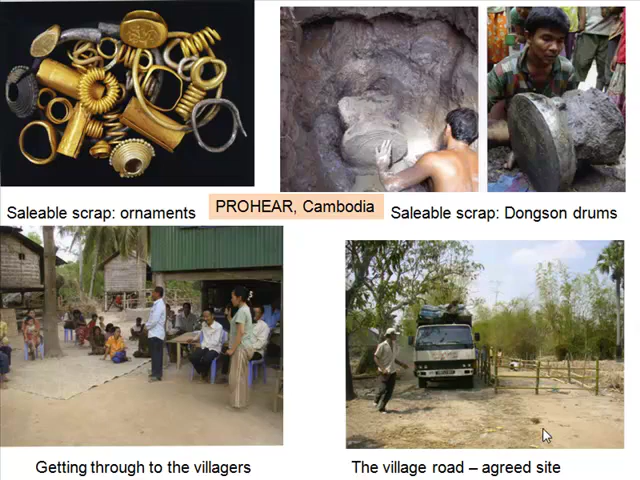 Saleable scrap: ornaments
PROHEAR, Cambodia
Saleable scrap: Dongson drums
Getting through to the villagers
The village road – agreed site